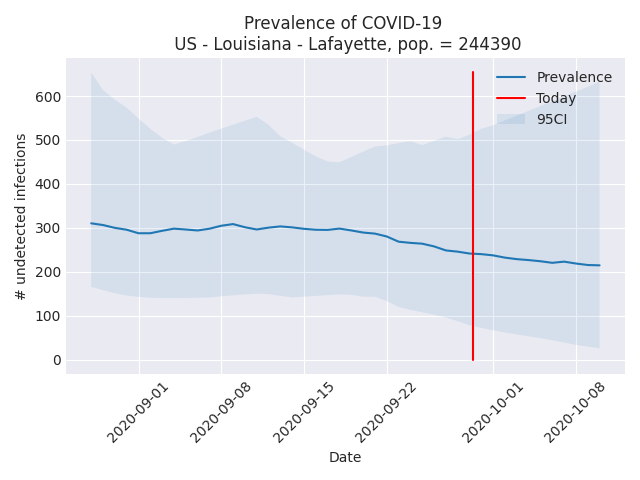 Prevalence of COVID-19
US - Louisiana - Lafayette, pop. = 244390
Prevalence
Today
95CI
# undetected infections
600
500
400
300
200
100
0
2020-09-01
2020-09-08
2020-09-15
2020-09-22
2020-10-01
2020-10-08
Date